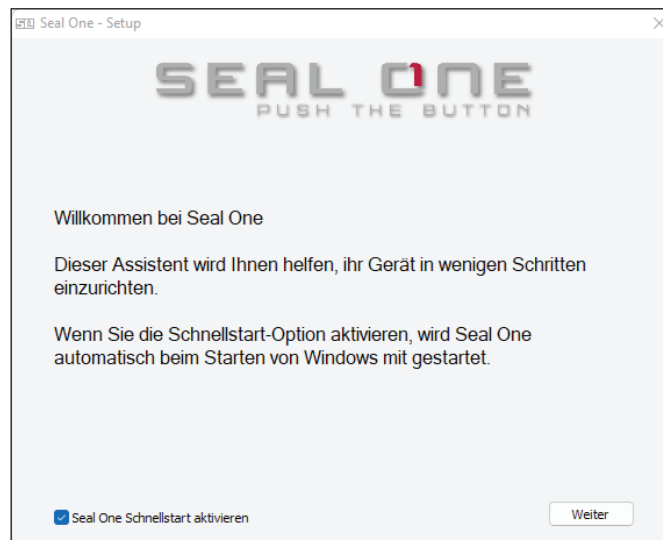 Seal One - Setup
SEAL ONE
PUSH THE BUTTON
Willkommen bei Seal One
Dieser Assistent wird Ihnen helfen, ihr Gerät in wenigen Schritten
einzurichten.
Wenn Sie die Schnellstart-Option aktivieren, wird Seal One
automatisch beim Starten von Windows mit gestartet.
Seal One Schnellstart aktivieren
Weiter